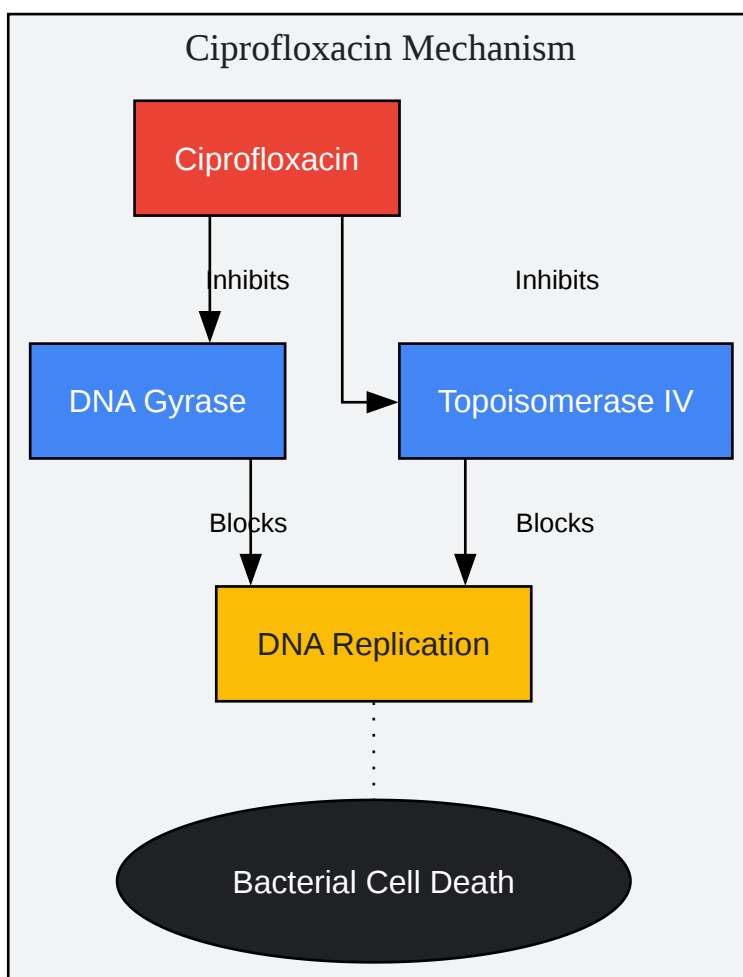 Ciprofloxacin Mechanism
Ciprofloxacin
Inhibits
Inhibits
DNA Gyrase
Topoisomerase IV
Blocks
Blocks
DNA Replication
Bacterial Cell Death